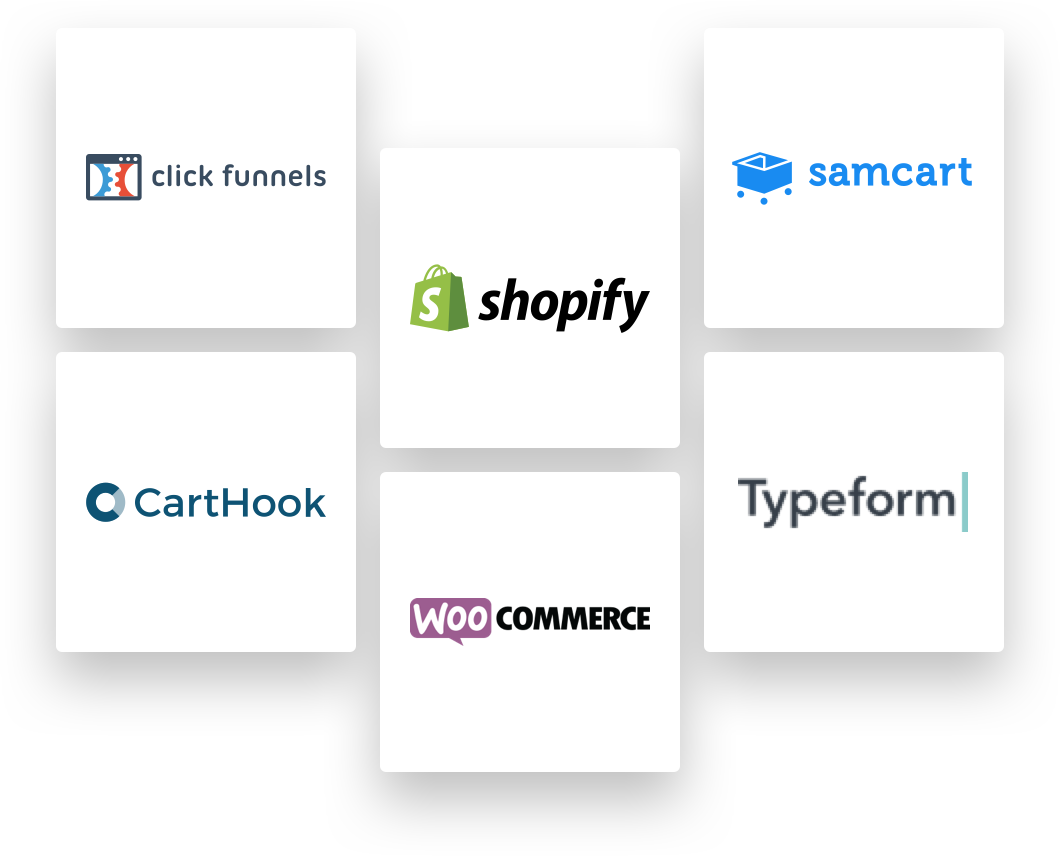 click funnels
samcart
S shopify
CartHook
Typeform
WOO COMMERCE